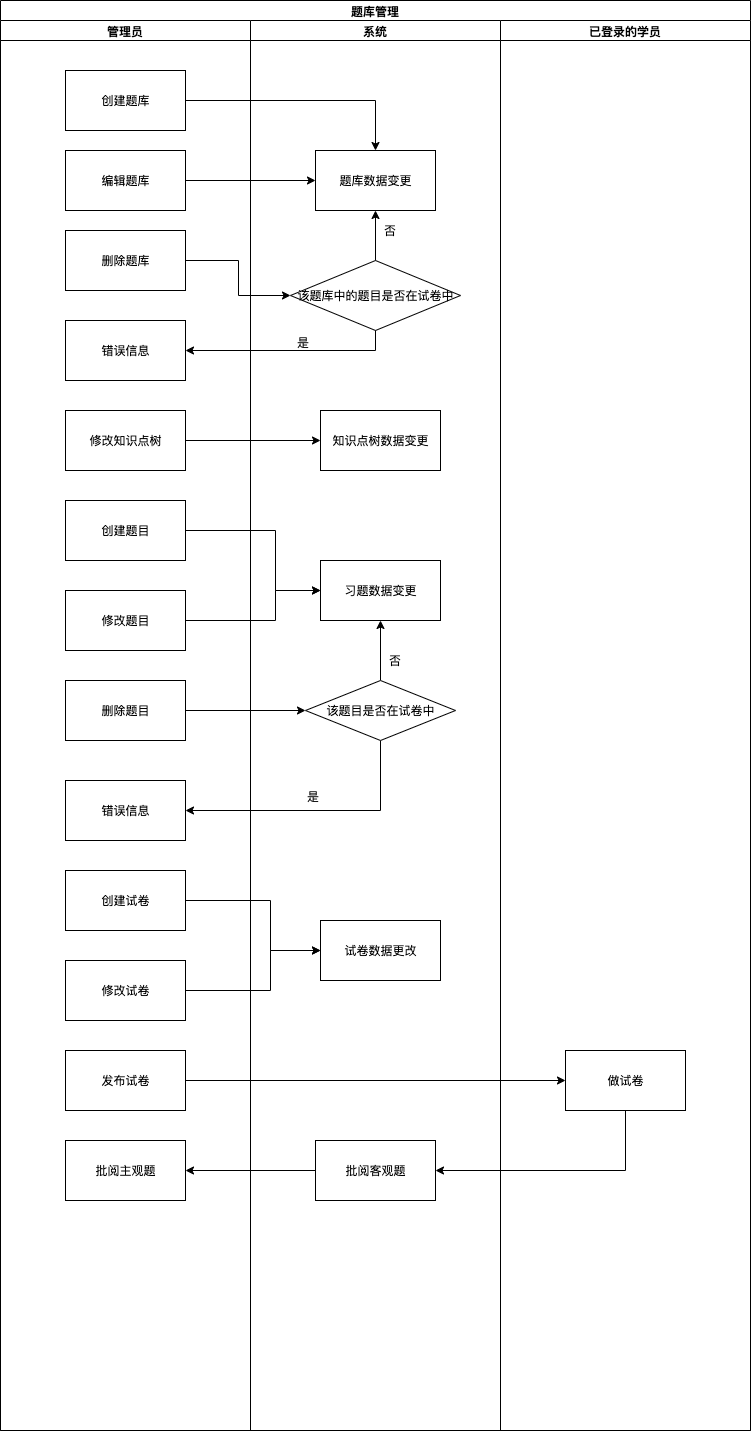 题库管理
管理员
系统
已登录的学员
创建题库
编辑题库
题库数据变更
否
删除题库
该题库中的题目是否在试卷中
是
错误信息
修改知识点树
知识点树数据变更
创建题目
习题数据变更
修改题目
否
删除题目
该题目是否在试卷中
是
错误信息
创建试卷
试卷数据更改
修改试卷
发布试卷
做试卷
批阅主观题
批阅客观题